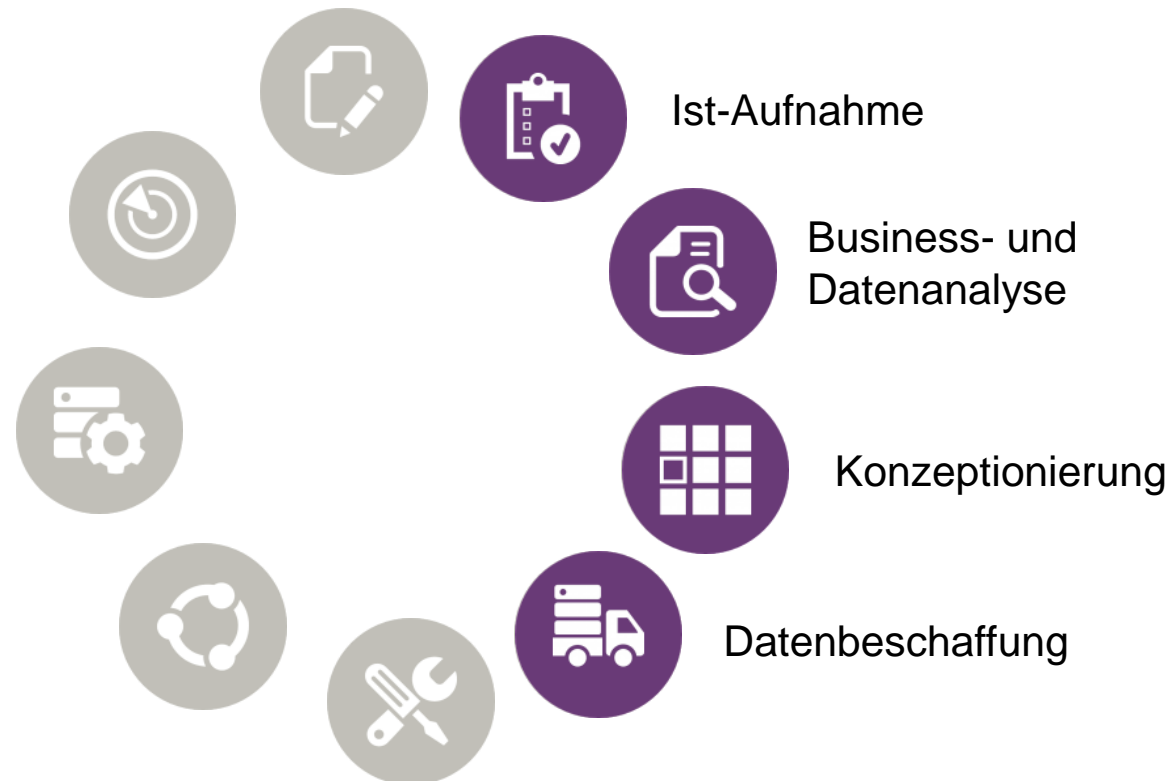 Ist-Aufnahme
Business- und
Datenanalyse
Konzeptionierung
Datenbeschaffung